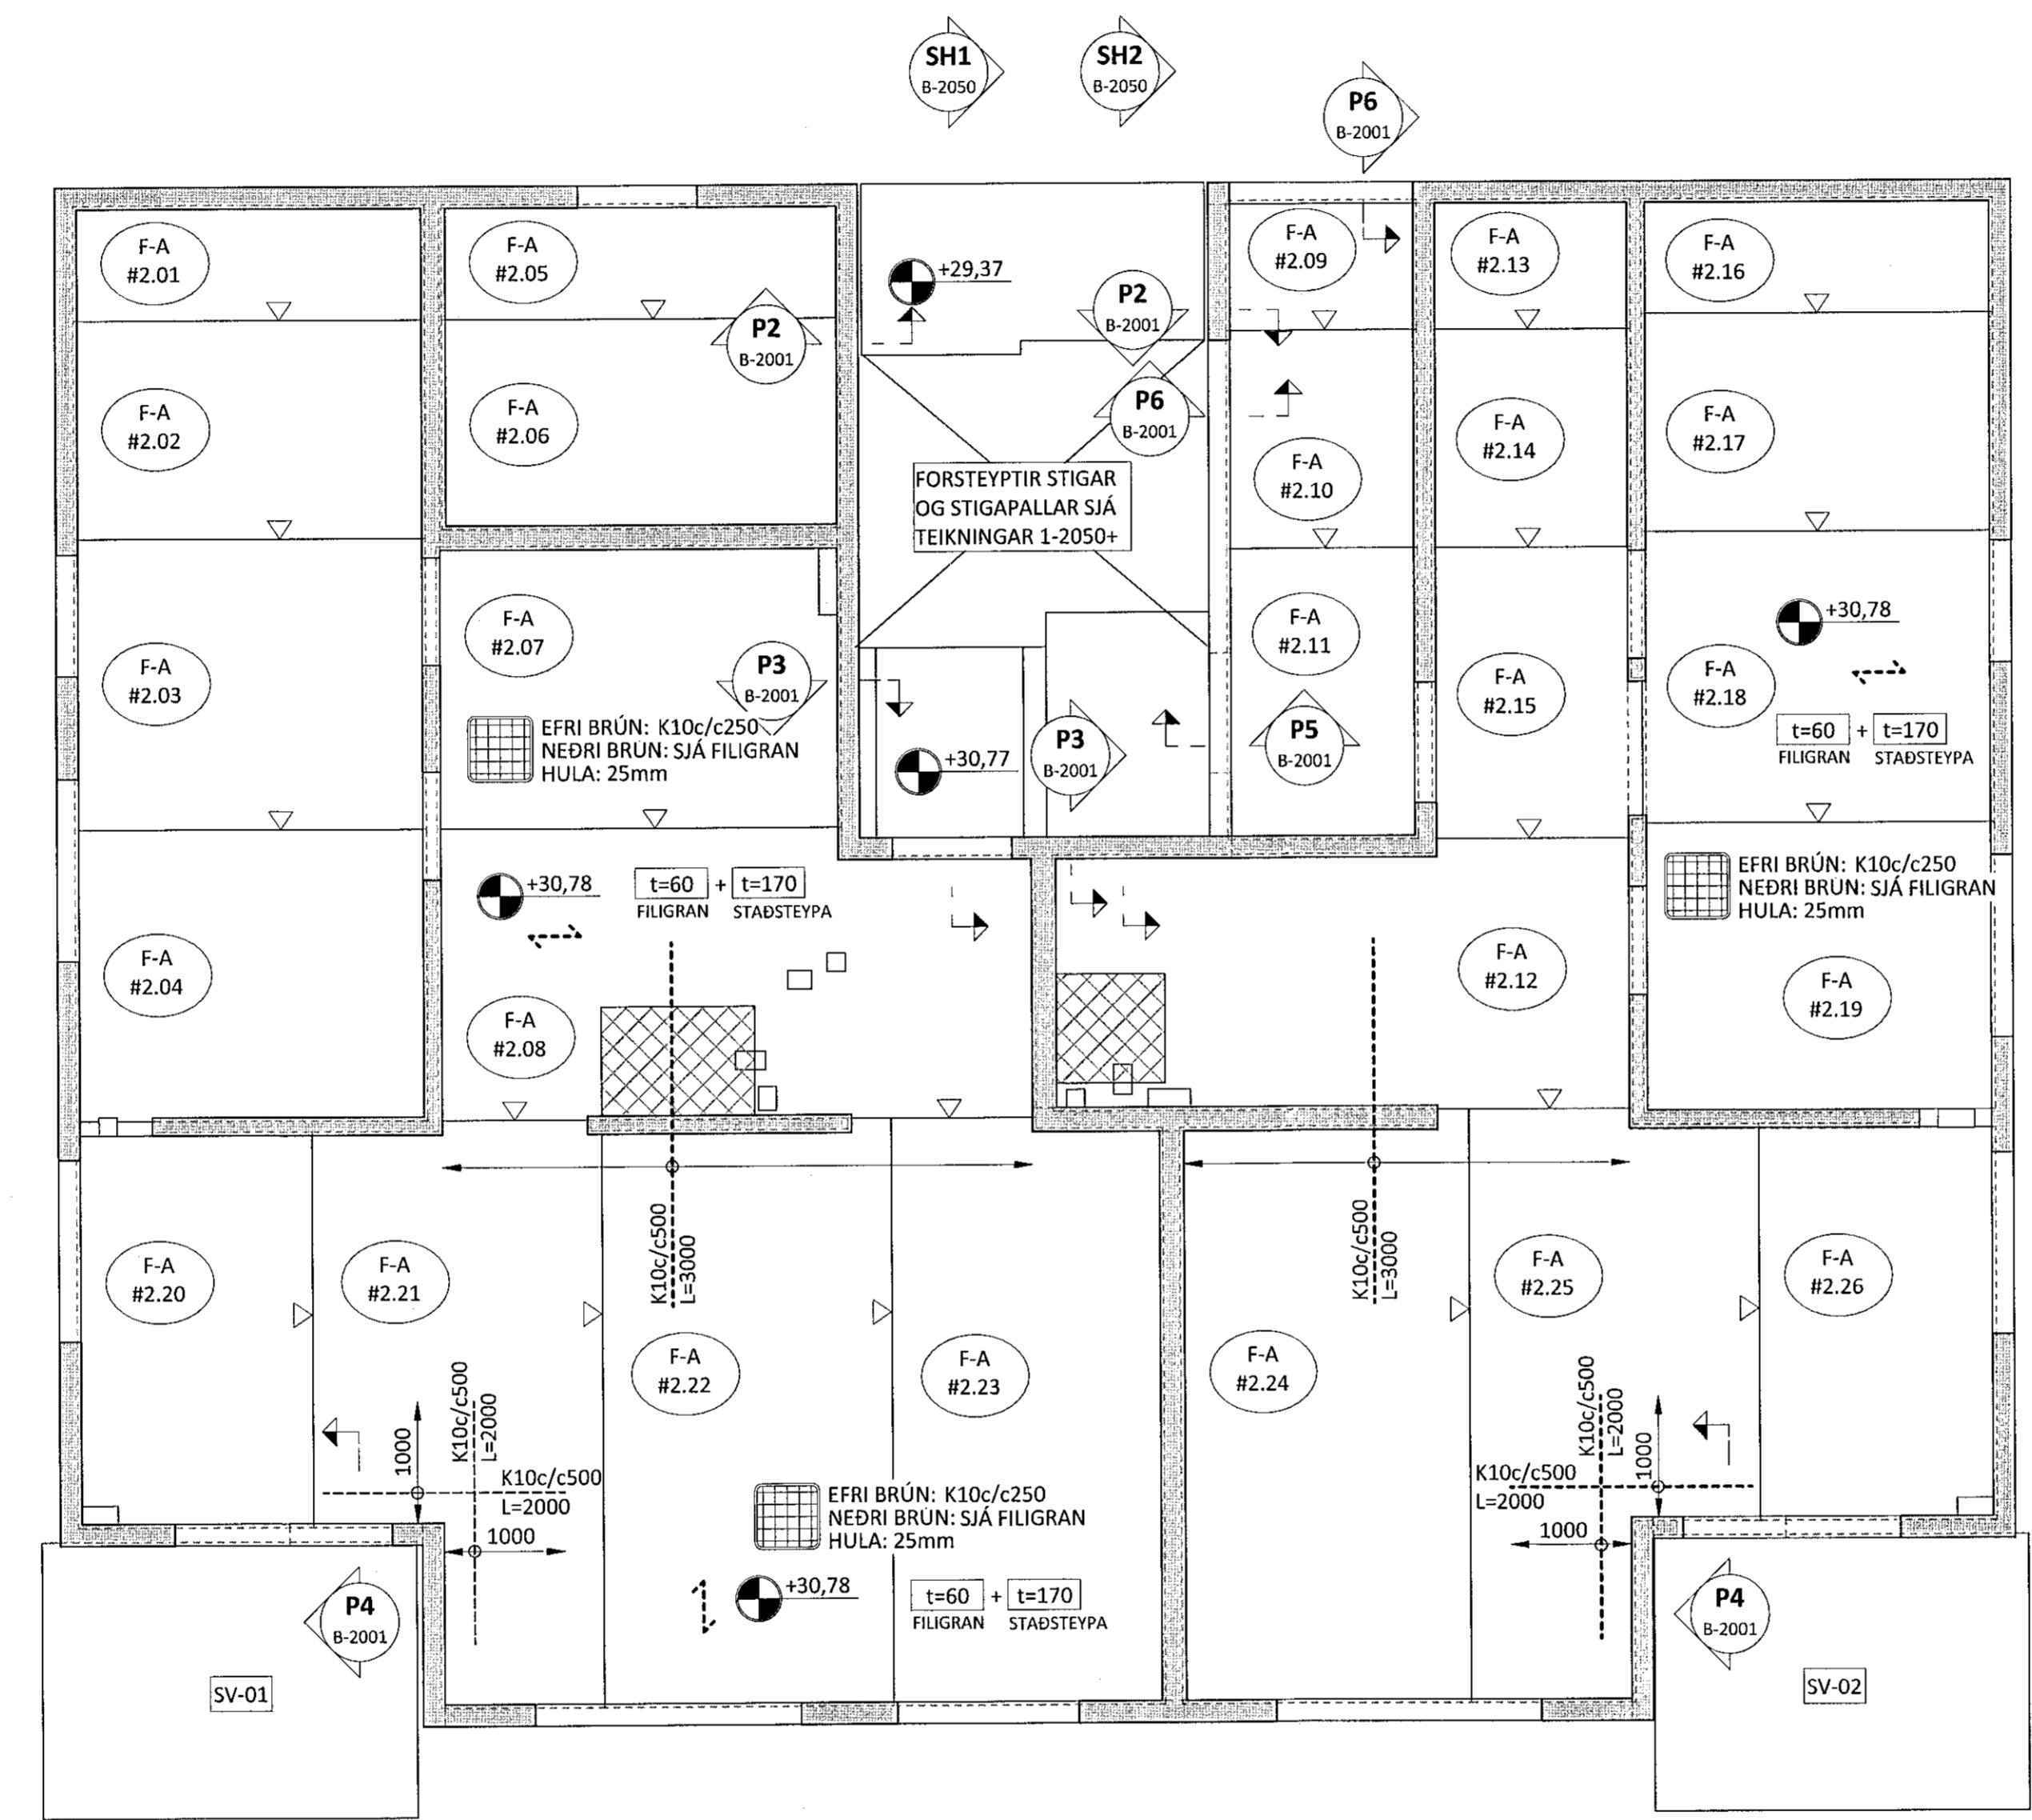 SH1
B-2050
SH2
B-2050
P6
B-2001
F-A
#2.01
F-A
#2.05
+29,37
P2
B-2001
F-A
#2.09
F-A
#2.13
F-A
#2.16
P2
B-2001
F-A
#2.02
F-A
#2.06
P6
B-2001
F-A
#2.10
F-A
#2.14
F-A
#2.17
FORSTEYPTIR STIGAR
OG STIGAPALLAR SJÁ
TEIKNINGAR 1-2050+
F-A
#2.03
F-A
#2.07
P3
B-2001
EFRI BRÚN: K10c/c250
NEÐRI BRÚN: SJÁ FILIGRAN
HULA: 25mm
+30,77
P3
B-2001
F-A
#2.11
P5
B-2001
F-A
#2.15
+30,78
F-A
#2.18
t=60 + t=170
FILIGRAN STAÐSTEYPA
F-A
#2.04
+30,78
t=60 + t=170
FILIGRAN STAÐSTEYPA
F-A
#2.08
F-A
#2.12
EFRI BRÚN: K10c/c250
NEÐRI BRÚN: SJÁ FILIGRAN
HULA: 25mm
F-A
#2.19
F-A
#2.20
F-A
#2.21
K10c/c500
L=3000
F-A
#2.22
F-A
#2.23
F-A
#2.24
K10c/c500
L=3000
F-A
#2.25
F-A
#2.26
1000
K10c/c500
L=2000
K10c/c500
L=2000
1000
EFRI BRÚN: K10c/c250
NEÐRI BRÚN: SJÁ FILIGRAN
HULA: 25mm
+30,78
t=60 + t=170
FILIGRAN STAÐSTEYPA
K10c/c500
L=2000
K10c/c500
L=2000
1000
1000
P4
B-2001
SV-01
P4
B-2001
SV-02